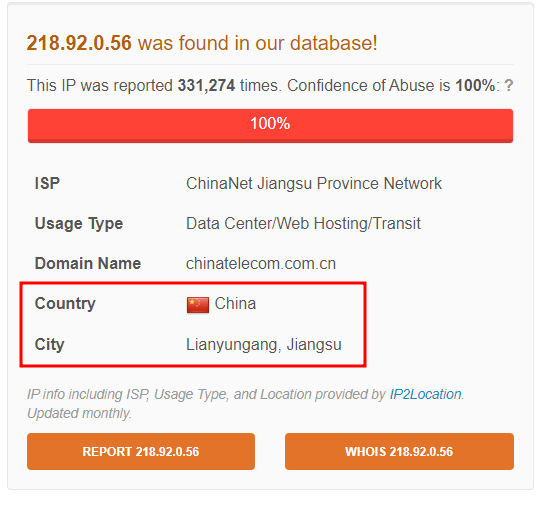 218.92.0.56 was found in our database!
This IP was reported 331,274 times. Confidence of Abuse is 100%: ?
100%
ISP ChinaNet Jiangsu Province Network
Usage Type Data Center/Web Hosting/Transit
Domain Name chinatelecom.com.cn
Country China
City Lianyungang, Jiangsu
IP info including ISP, Usage Type, and Location provided by IP2Location.
Updated monthly.
REPORT 218.92.0.56 WHOIS 218.92.0.56